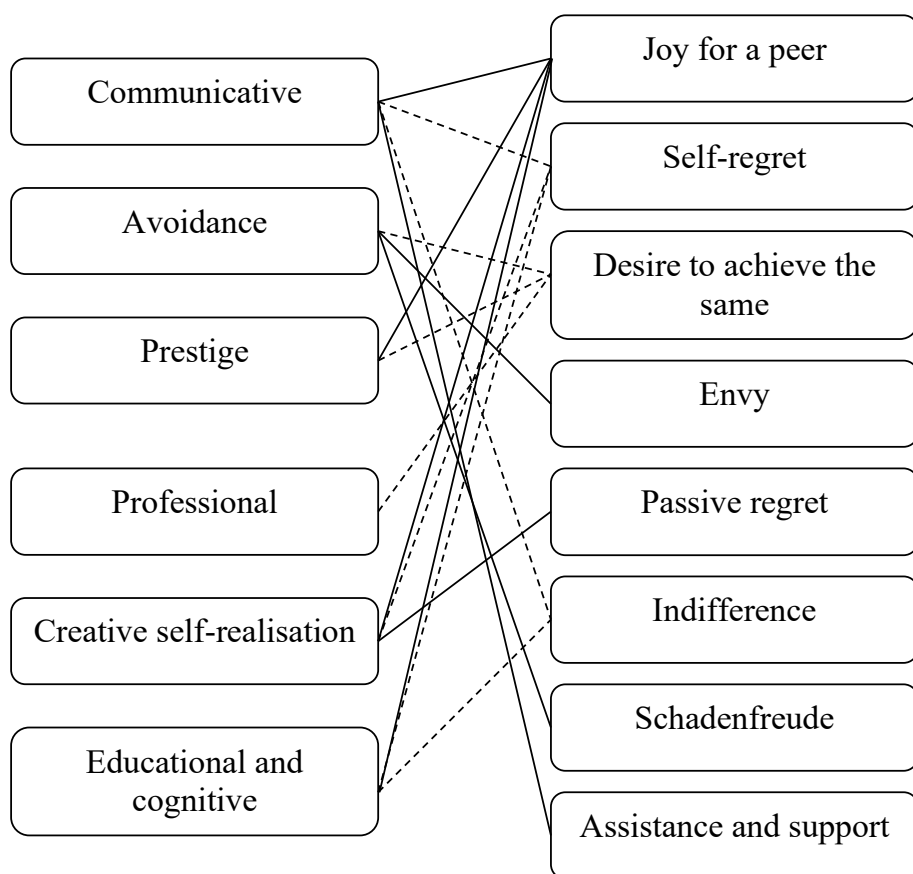 Communicative
Avoidance
Prestige
Professional
Creative self-realisation
Educational and
cognitive
Joy for a peer
Self-regret
Desire to achieve the
same
Envy
Passive regret
Indifference
Schadenfreude
Assistance and support